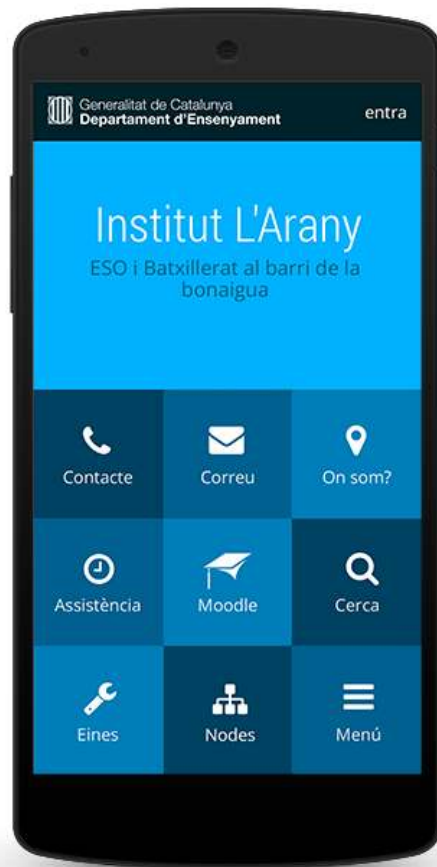 Generalitat de Catalunya
Departament d'Ensenyament
entra
Institut L'Arany
ESO i Batxillerat al barri de la
bonaigua
Contacte
Correu
On som?
Assistència
Moodle
Cerca
Eines
Nodes
Menú